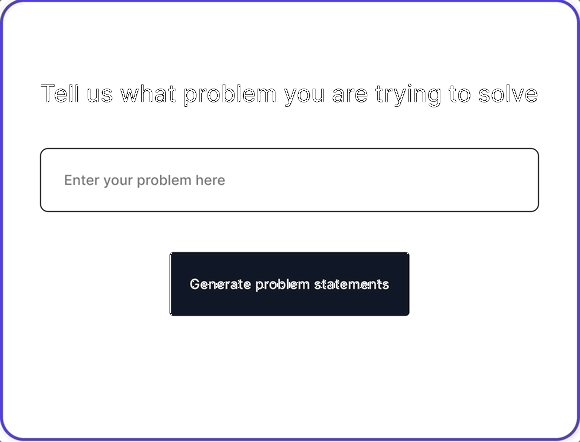 Tell us what problem you are trying to solve
Enter your problem here
Generate problem statements